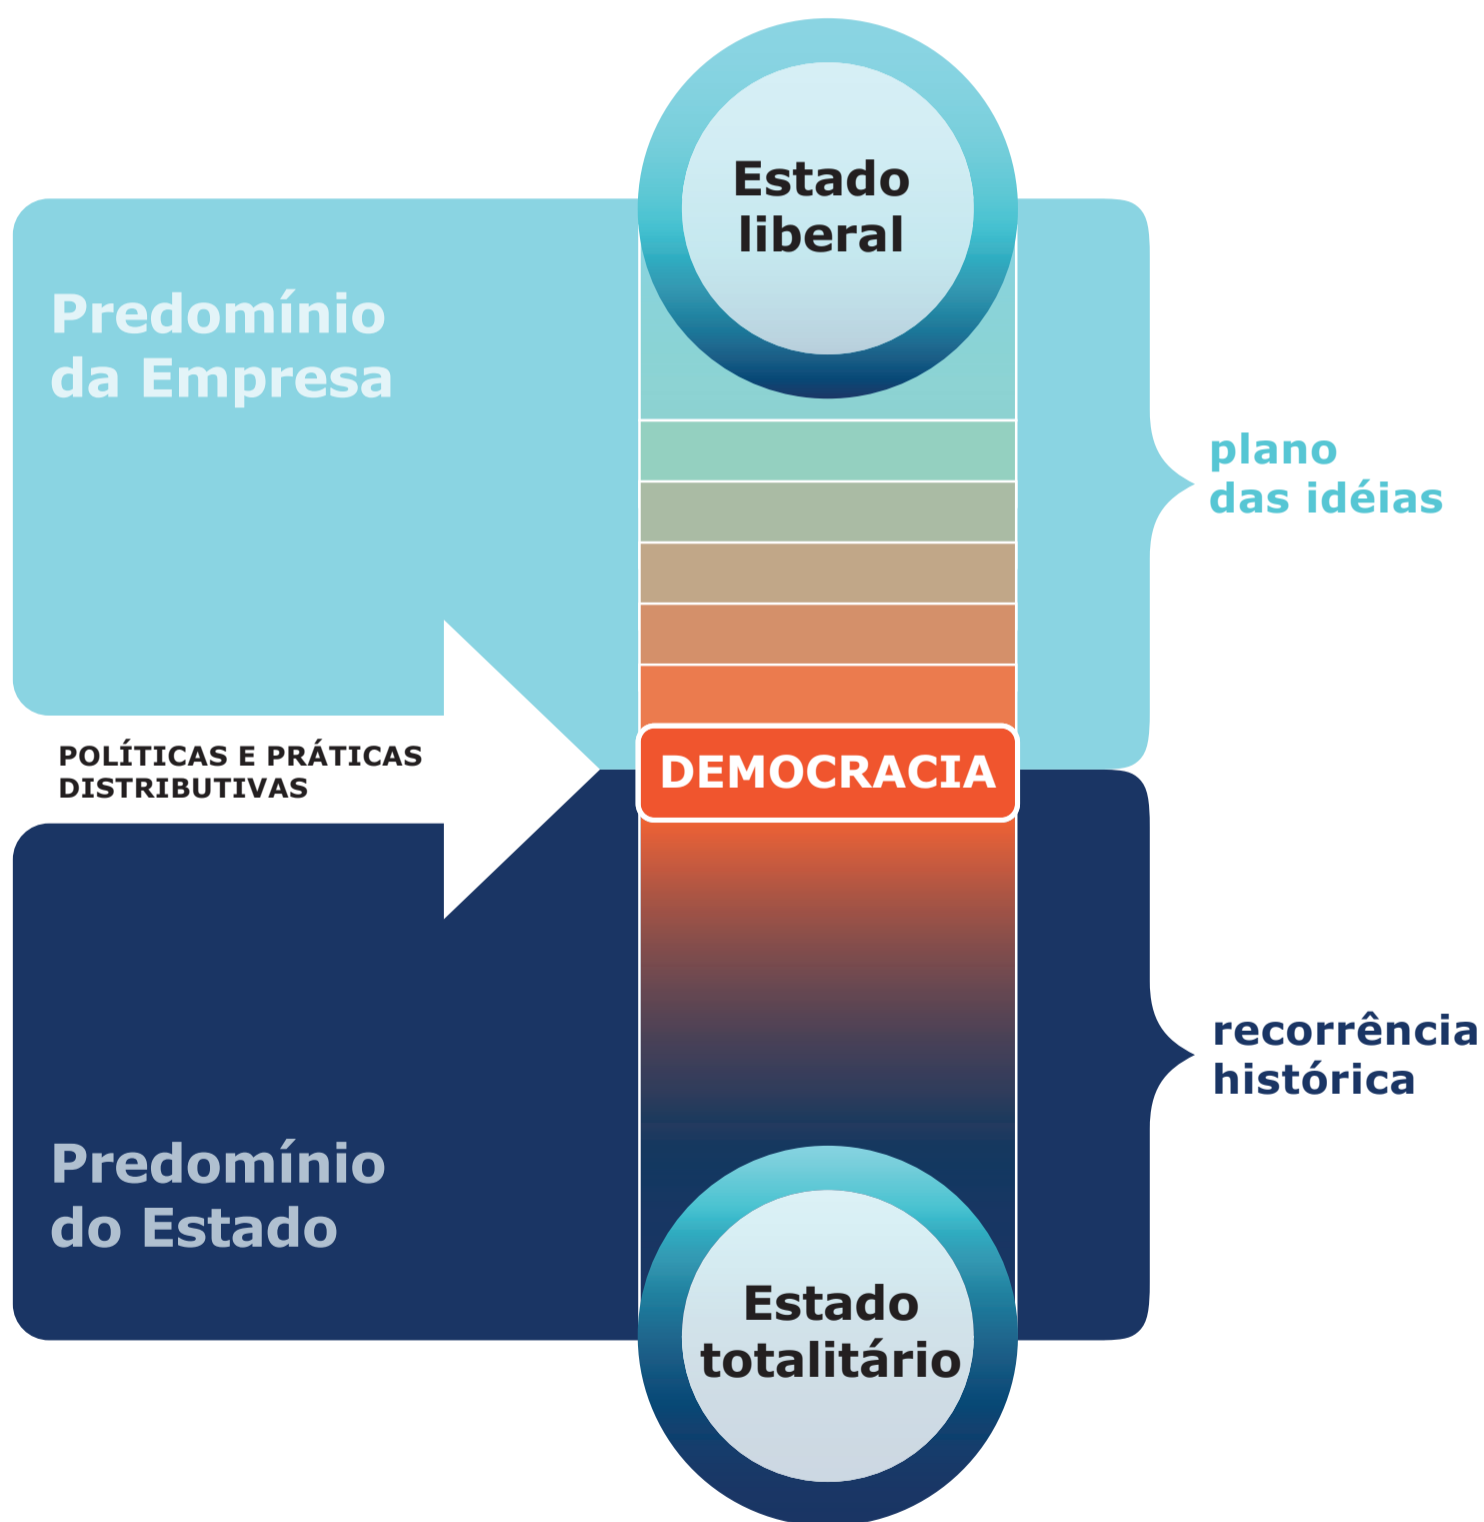 Estado
liberal
Predomínio
da Empresa
plano
das idéias
POLÍTICAS E PRÁTICAS
DISTRIBUTIVAS
DEMOCRACIA
recorrência
histórica
Predomínio
do Estado
Estado
totalitário